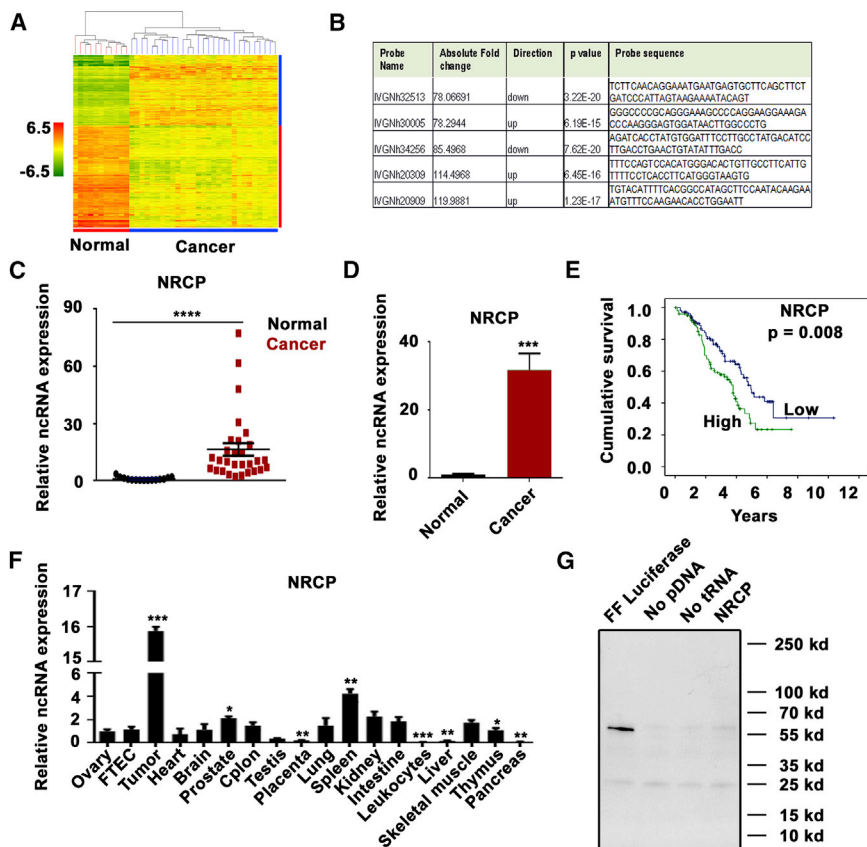 A
6.5
-6.5
Normal
Cancer
B
Probe Name
Absolute Fold change
Direction
p value
Probe sequence
IVGNh32513
78.06691
down
3.22E-20
TCTTCAACAGGAAATGAATGAGTGCTTCAGCTTCT
GATCCCATTAGTAAGAAAATACAGT
IVGNh30005
78.2944
up
6.19E-15
GGGCCCCGCAGGGAAAGCCCCAGGAAGGAAAGA
CCCAAGGGAGTGGATAACTTGGCCCTG
IVGNh34256
85.4968
down
7.62E-20
AGATCACCTATGTGGATTTCCTTGCCTATGACATCC
TTGACCTGAACTGTATATTTGACC
IVGNh20309
114.4968
up
6.45E-16
TTTCCAGTCCACATGGGACACTGTTGCCTTCATTG
TTTTCCTCACCTTCATGGGTAAGTG
IVGNh20909
119.9881
up
1.23E-17
TGTACATTTTCACGGCCATAGCTTCCAATACAAGAA
ATGTTTCCAAGAACACCTGGAATT
C
NRCP
Relative ncRNA expression
90
60
30
0
****
Normal
Cancer
D
NRCP
Relative ncRNA expression
40
20
0
***
Normal
Cancer
E
NRCP
p = 0.008
Cumulative survival
1.0
0.8
0.6
0.4
0.2
0.0
High
Low
0 2 4 6 8 10 12
Years
F
NRCP
Relative ncRNA expression
17
16
15
6
4
2
0
***
*
**
**
***
**
*
**
Ovary
FTEC
Tumor
Heart
Brain
Prostate
Cplon
Testis
Placenta
Lung
Spleen
Kidney
Intestine
Leukocytes
Liver
Skeletal muscle
Thymus
Pancreas
G
FF Luciferase
No pDNA
No tRNA
NRCP
250 kd
100 kd
70 kd
55 kd
35 kd
25 kd
15 kd
10 kd